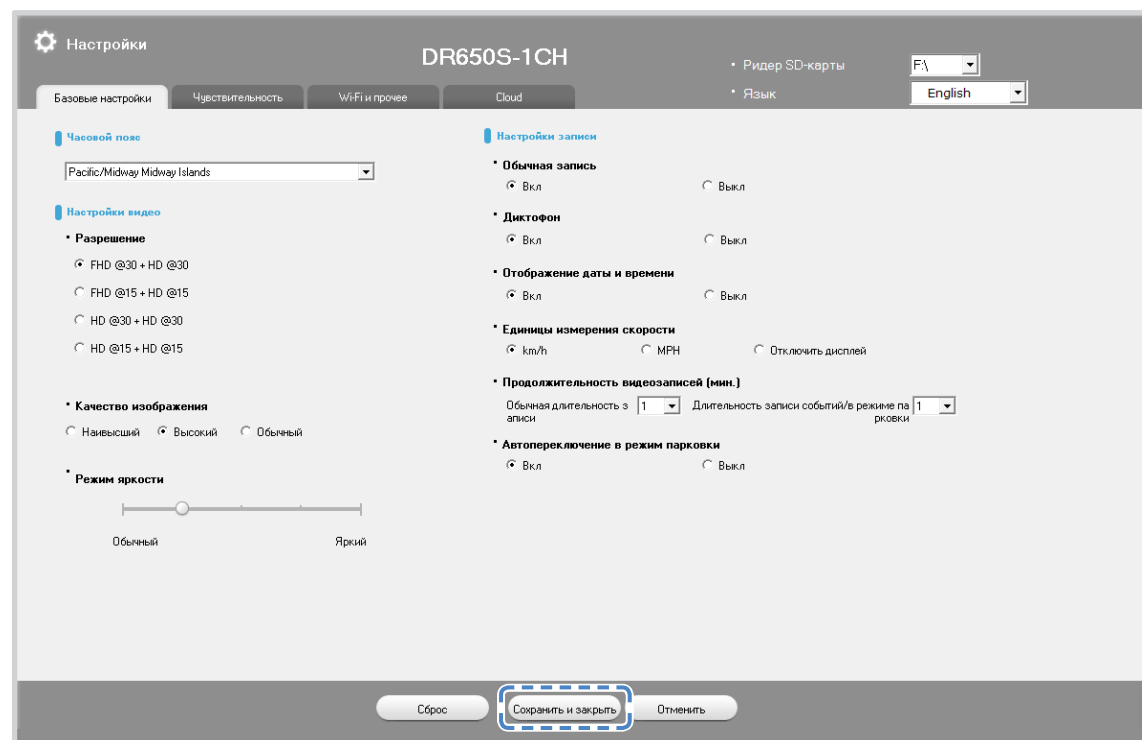 Настройки
DR650S-1CH
• Ридер SD-карты
F:\
• Язык
English
Базовые настройки
Чувствительность
Wi-Fi и прочее
Cloud
Часовой пояс
Pacific/Midway Midway Islands
Настройки видео
• Разрешение
FHD @30 + HD @30
FHD @15 + HD @15
HD @30 + HD @30
HD @15 + HD @15
• Качество изображения
Наивысший Высокий Обычный
• Режим яркости
Обычный Яркий
Настройки записи
• Обычная запись
Вкл Выкл
• Диктофон
Вкл Выкл
• Отображение даты и времени
Вкл Выкл
• Единицы измерения скорости
km/h MPH Отключить дисплей
• Продолжительность видеозаписей (мин.)
Обычная длительность з 1 Длительность записи событий/в режиме па 1
аписи рковки
• Автопереключение в режим парковки
Вкл Выкл
Сброс
Сохранить и закрыть
Отменить